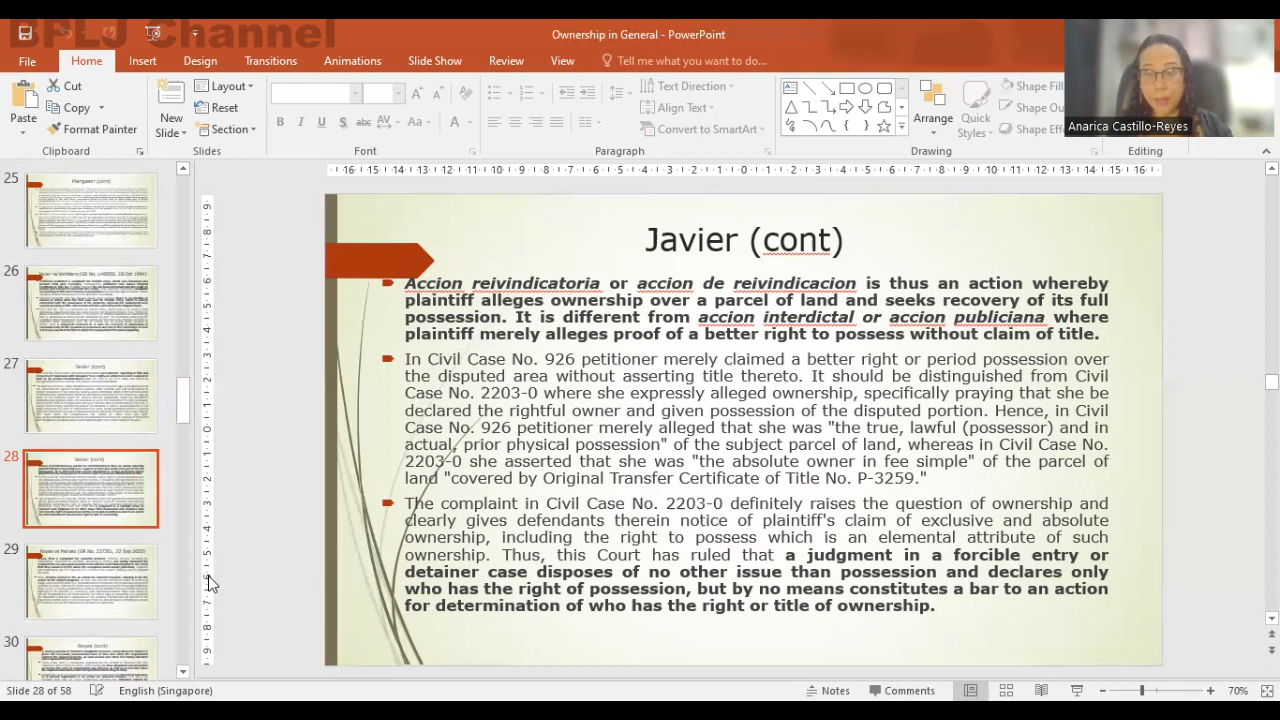 BPLJ Channel
Ownership in General - PowerPoint
File Home Insert Design Transitions Animations Slide Show Review View Tell me what you want to do...
Paste
Cut
Copy
Format Painter
Clipboard
New
Slide
Layout
Reset
Section
Slides
Font
Text Direction
Align Text
Convert to SmartArt
Paragraph
Arrange
Quick
Styles
Shape Fill
Shape Ou
Shape Effe
Drawing
Editing
Anarica Castillo-Reyes
25
26
27
28
29
30
Javier (cont)
Accion reivindicatoria or accion de reivindicacion is thus an action whereby
plaintiff alleges ownership over a parcel of land and seeks recovery of its full
possession. It is different from accion interdictal or accion publiciana where
plaintiff merely alleges proof of a better right to possess without claim of title.
In Civil Case No. 926 petitioner merely claimed a better right or period possession over
the disputed area without asserting title thereto. It should be distinguished from Civil
Case No. 2203-0 where she expressly alleged ownership, specifically praying that she be
declared the rightful owner and given possession of the disputed portion. Hence, in Civil
Case No. 926 petitioner merely alleged that she was "the true, lawful (possessor) and in
actual, prior physical possession" of the subject parcel of land, whereas in Civil Case No.
2203-0 she asserted that she was "the absolute owner in fee simple" of the parcel of
land "covered by Original Transfer Certificate of Title No. P-3259."
The complaint in Civil Case No. 2203-0 definitely raises the question of ownership and
clearly gives defendants therein notice of plaintiff's claim of exclusive and absolute
ownership, including the right to possess which is an elemental attribute of such
ownership. Thus, this Court has ruled that a judgment in a forcible entry or
detainer case disposes of no other issue than possession and declares only
who has the right of possession, but by no means constitutes a bar to an action
for determination of who has the right or title of ownership.
Slide 28 of 58 English (Singapore) Notes Comments 70%